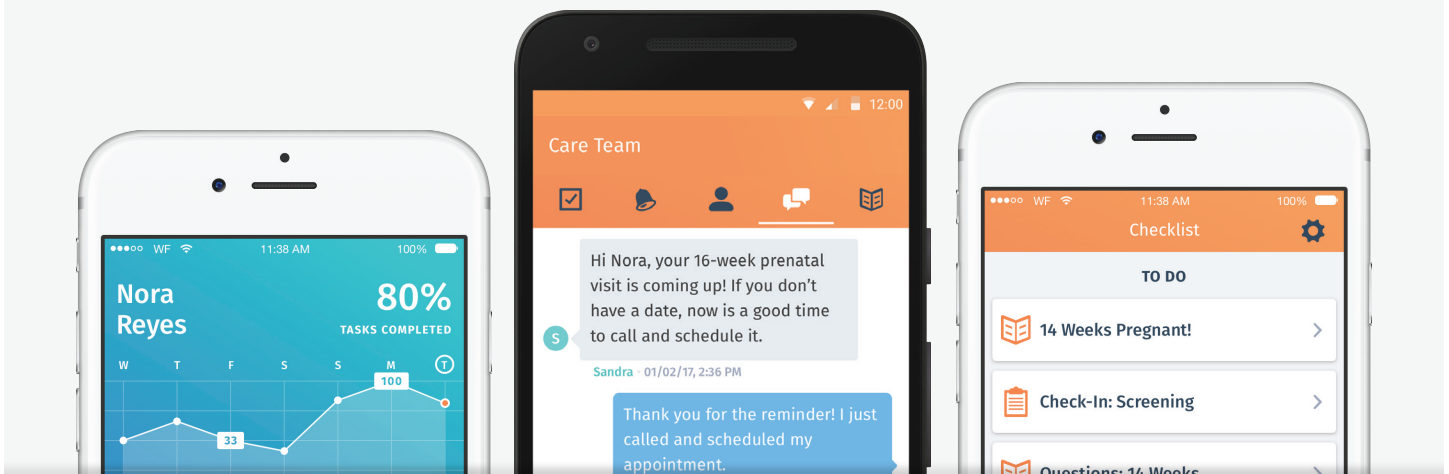 WF 11:38 AM 100%
Nora
Reyes
80%
TASKS COMPLETED
W T F S S M T
100
33
12:00
Care Team
Hi Nora, your 16-week prenatal
visit is coming up! If you don’t
have a date, now is a good time
to call and schedule it.
S
Sandra · 01/02/17, 2:36 PM
Thank you for the reminder! I just
called and scheduled my
appointment.
WF 11:38 AM 100%
Checklist
TO DO
14 Weeks Pregnant!
Check-In: Screening
Questions: 14 Weeks